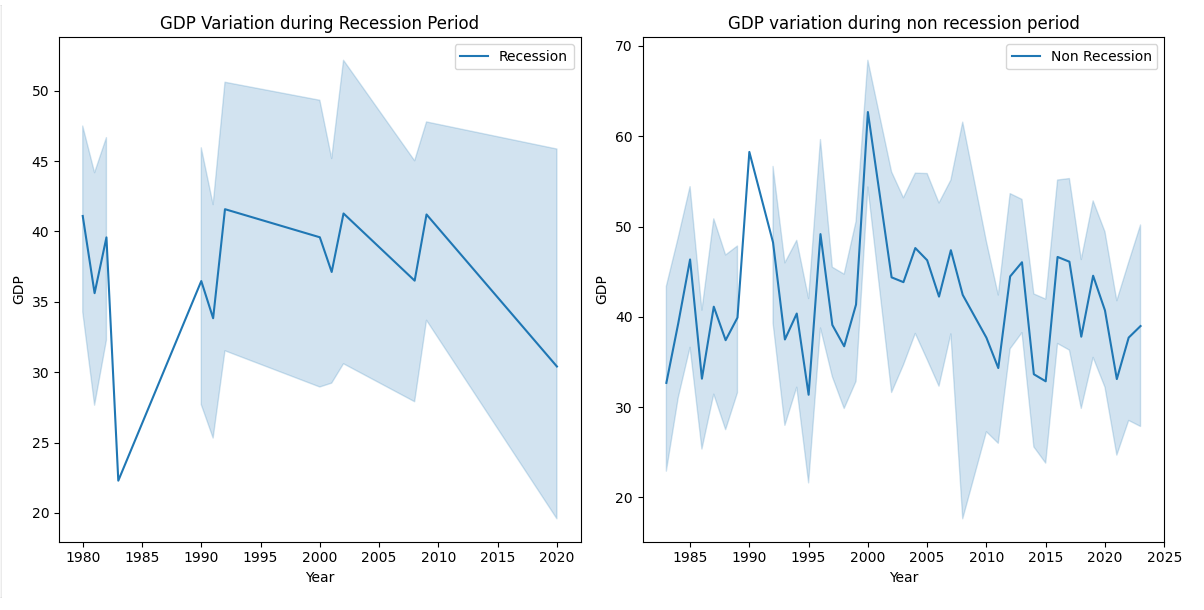 GDP Variation during Recession Period
Recession
50
45
40
35
30
25
20
GDP
1980 1985 1990 1995 2000 2005 2010 2015 2020
Year
GDP variation during non recession period
Non Recession
70
60
50
40
30
20
GDP
1985 1990 1995 2000 2005 2010 2015 2020 2025
Year